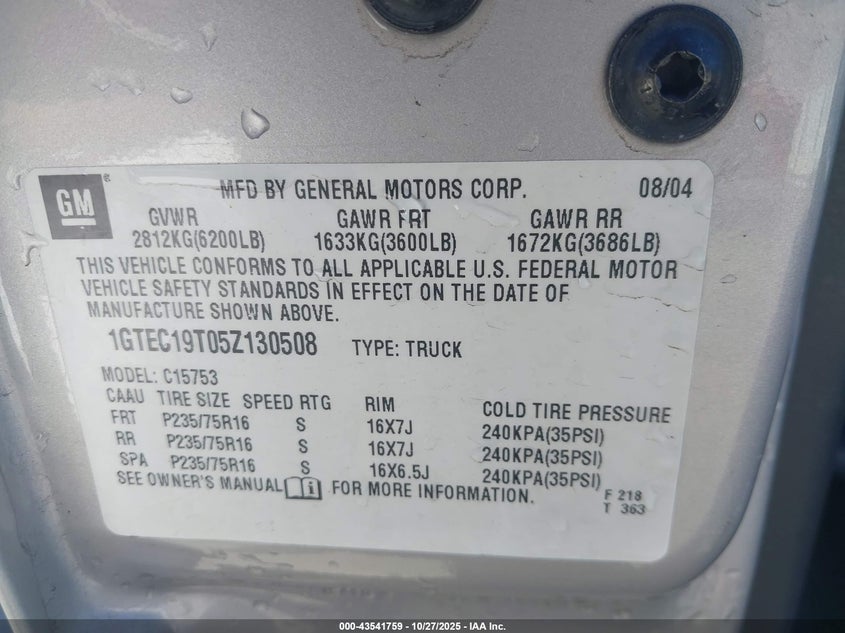 GM ®
MFD BY GENERAL MOTORS CORP. 08/04
GVWR GAWR FRT GAWR RR
2812KG(6200LB) 1633KG(3600LB) 1672KG(3686LB)
THIS VEHICLE CONFORMS TO ALL APPLICABLE U.S. FEDERAL MOTOR
VEHICLE SAFETY STANDARDS IN EFFECT ON THE DATE OF
MANUFACTURE SHOWN ABOVE.
1GTEC19T05Z130508 TYPE: TRUCK
MODEL: C15753
CAAU TIRE SIZE SPEED RTG RIM COLD TIRE PRESSURE
FRT P235/75R16 S 16X7J 240KPA(35PSI)
RR P235/75R16 S 16X7J 240KPA(35PSI)
SPA P235/75R16 S 16X6.5J 240KPA(35PSI)
SEE OWNER'S MANUAL i FOR MORE INFORMATION.
F 218
T 363
000-43541759 | 10/27/2025 | IAA Inc.